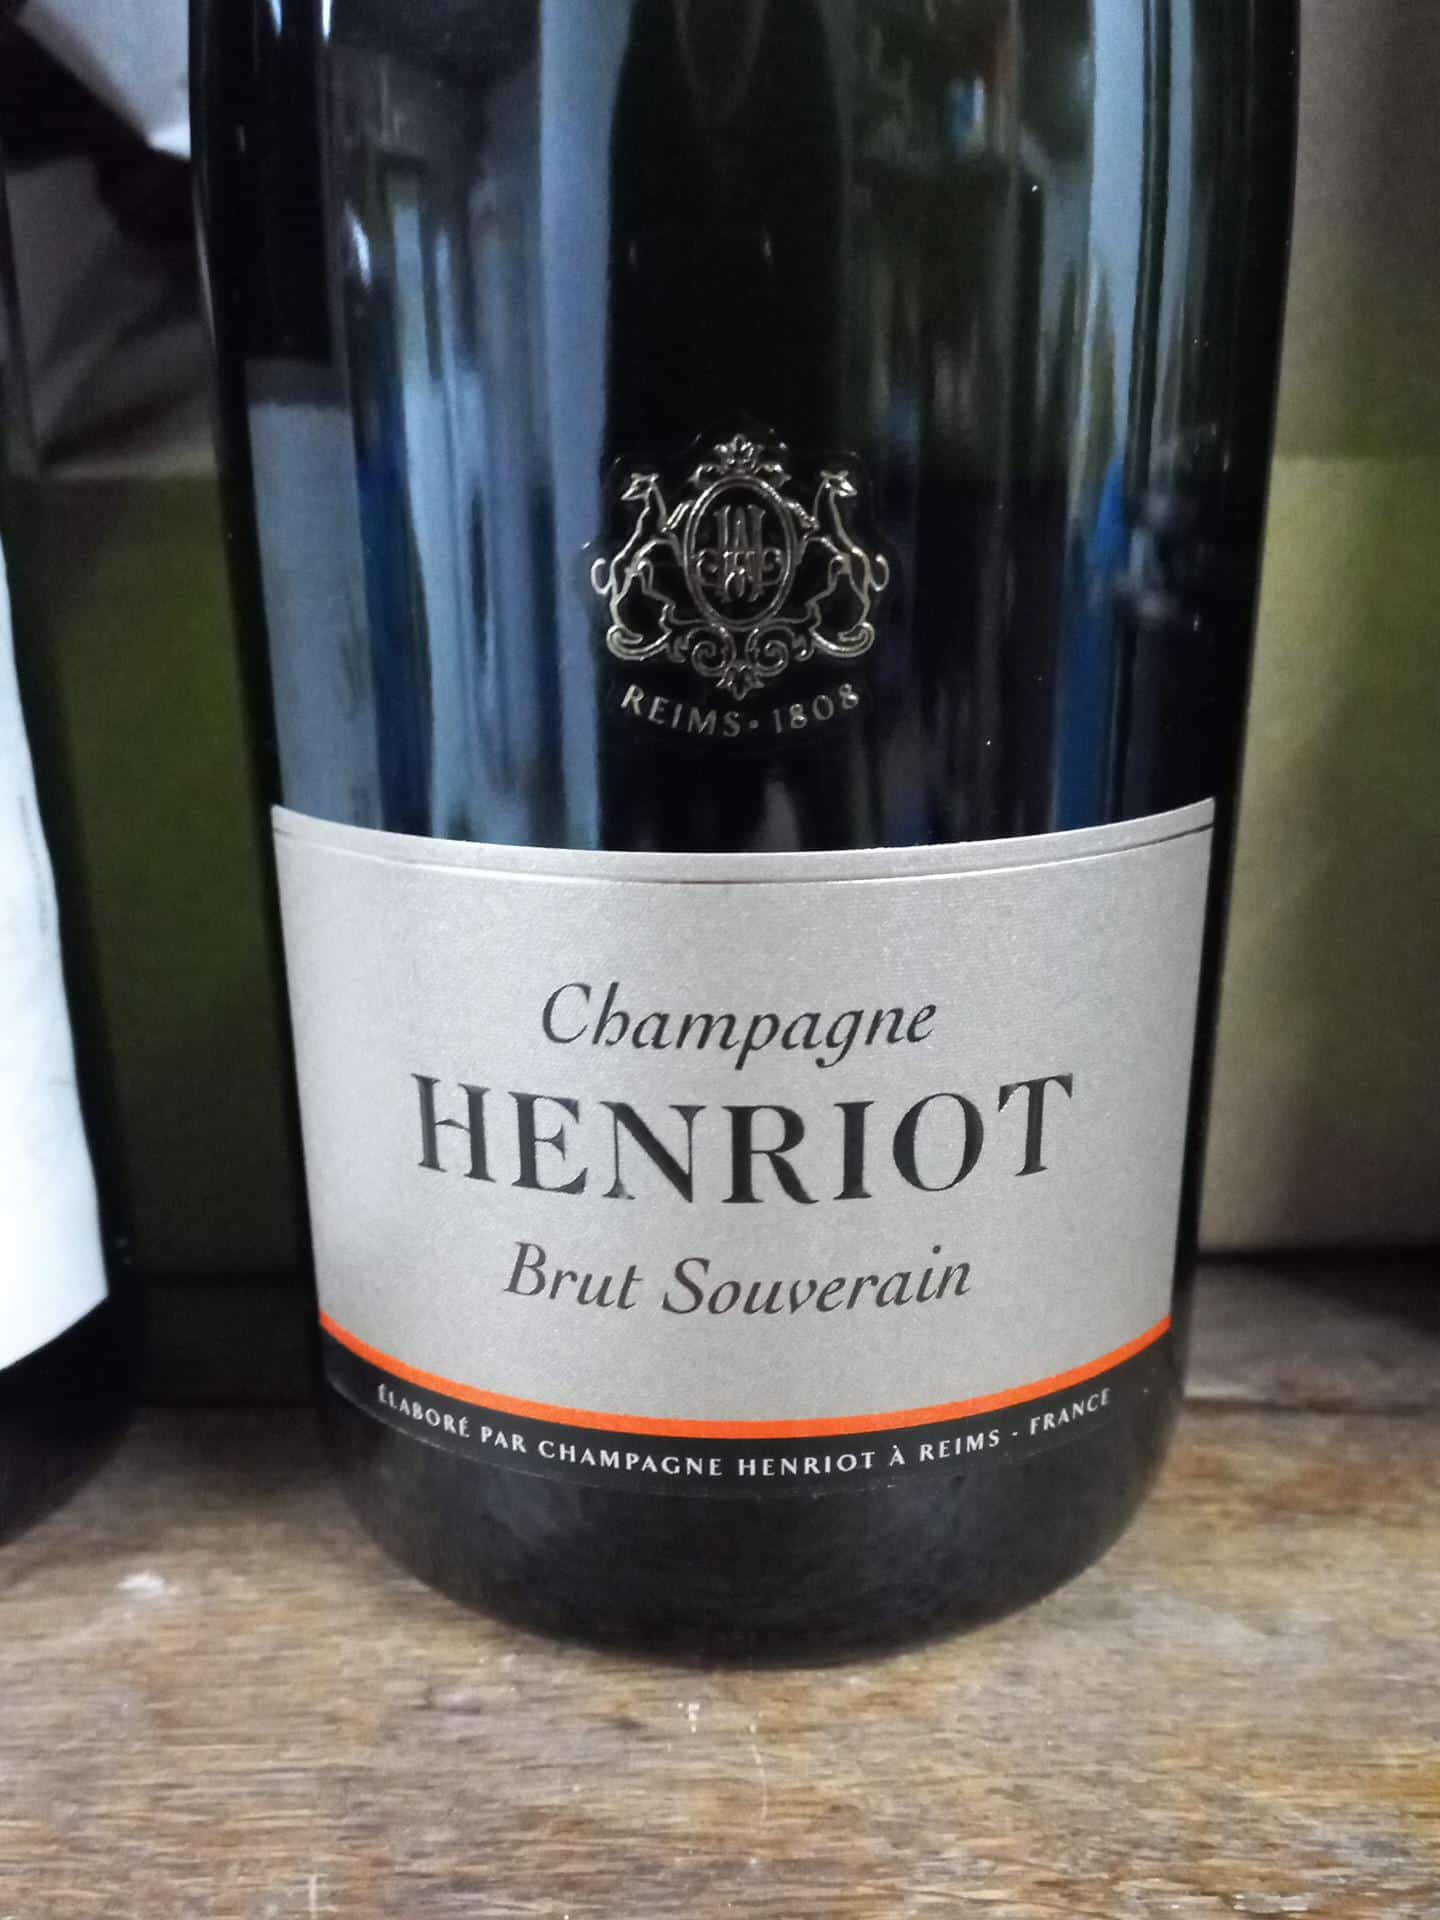 REIMS • 1808
Champagne
HENRIOT
Brut Souverain
ÉLABORÉ PAR CHAMPAGNE HENRIOT À REIMS - FRANCE